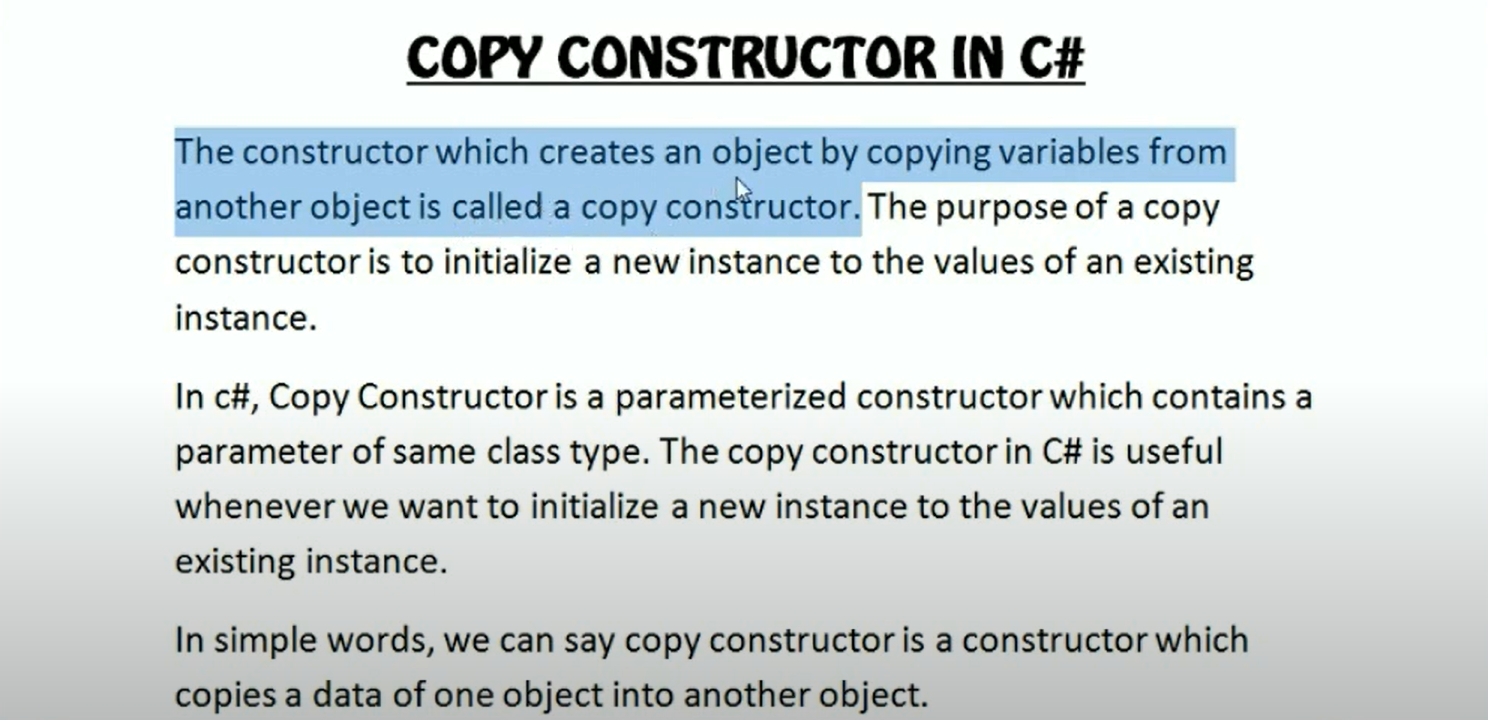 COPY CONSTRUCTOR IN C#
The constructor which creates an object by copying variables from
another object is called a copy constructor. The purpose of a copy
constructor is to initialize a new instance to the values of an existing
instance.
In c#, Copy Constructor is a parameterized constructor which contains a
parameter of same class type. The copy constructor in C# is useful
whenever we want to initialize a new instance to the values of an
existing instance.
In simple words, we can say copy constructor is a constructor which
copies a data of one object into another object.